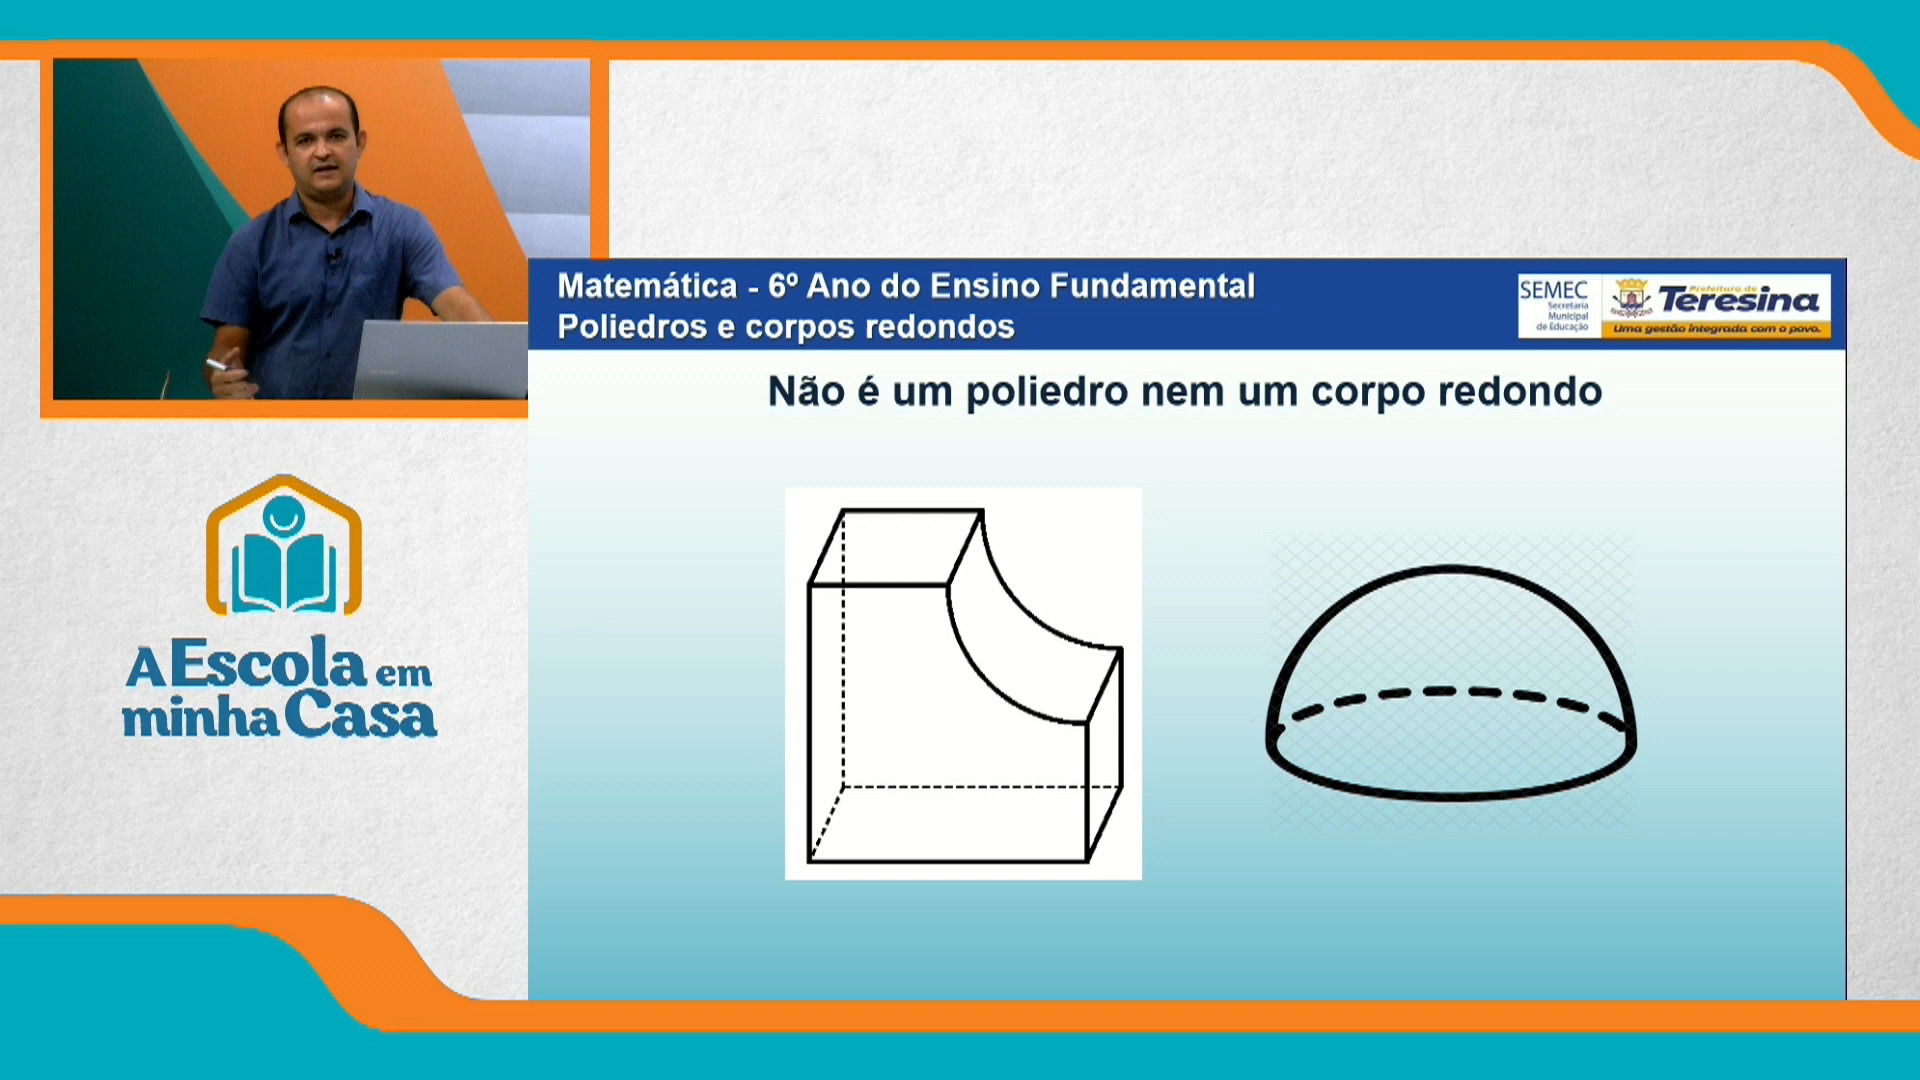 Matemática - 6º Ano do Ensino Fundamental
Poliedros e corpos redondos
SEMEC
Secretaria
Municipal
de Educação
Prefeitura de
Teresina
Uma gestão integrada com o povo.
Não é um poliedro nem um corpo redondo
A Escola em
minha Casa